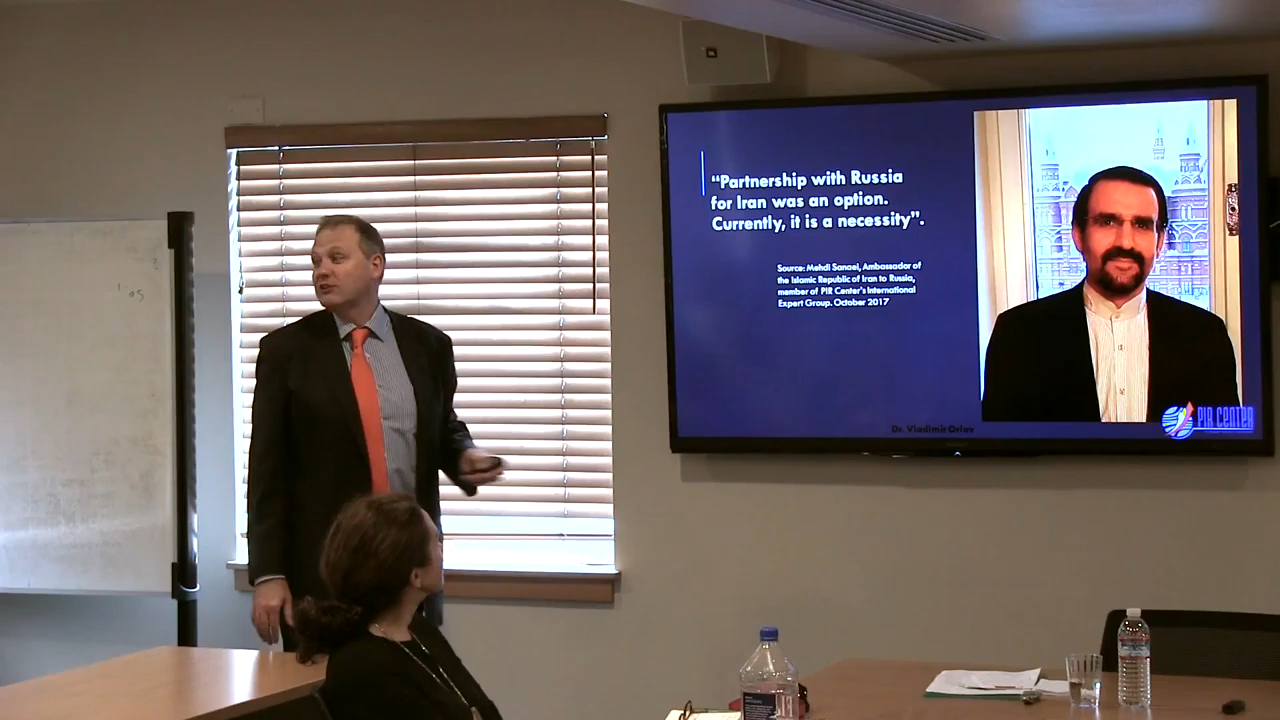 “Partnership with Russia
for Iran was an option.
Currently, it is a necessity”.
Source: Mehdi Sanaei, Ambassador of
the Islamic Republic of Iran to Russia,
member of PIR Center's International
Expert Group. October 2017
Dr. Vladimir Orlov
PIR CENTER